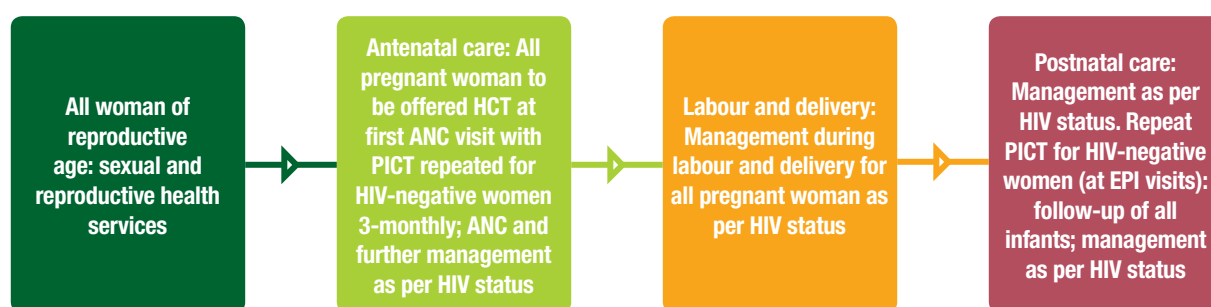 All woman of
reproductive
age: sexual and
reproductive health
services
Antenatal care: All
pregnant woman to
be offered HCT at
first ANC visit with
PICT repeated for
HIV-negative women
3-monthly; ANC and
further management
as per HIV status
Labour and delivery:
Management during
labour and delivery for
all pregnant woman as
per HIV status
Postnatal care:
Management as per
HIV status. Repeat
PICT for HIV-negative
women (at EPI visits):
follow-up of all
infants; management
as per HIV status